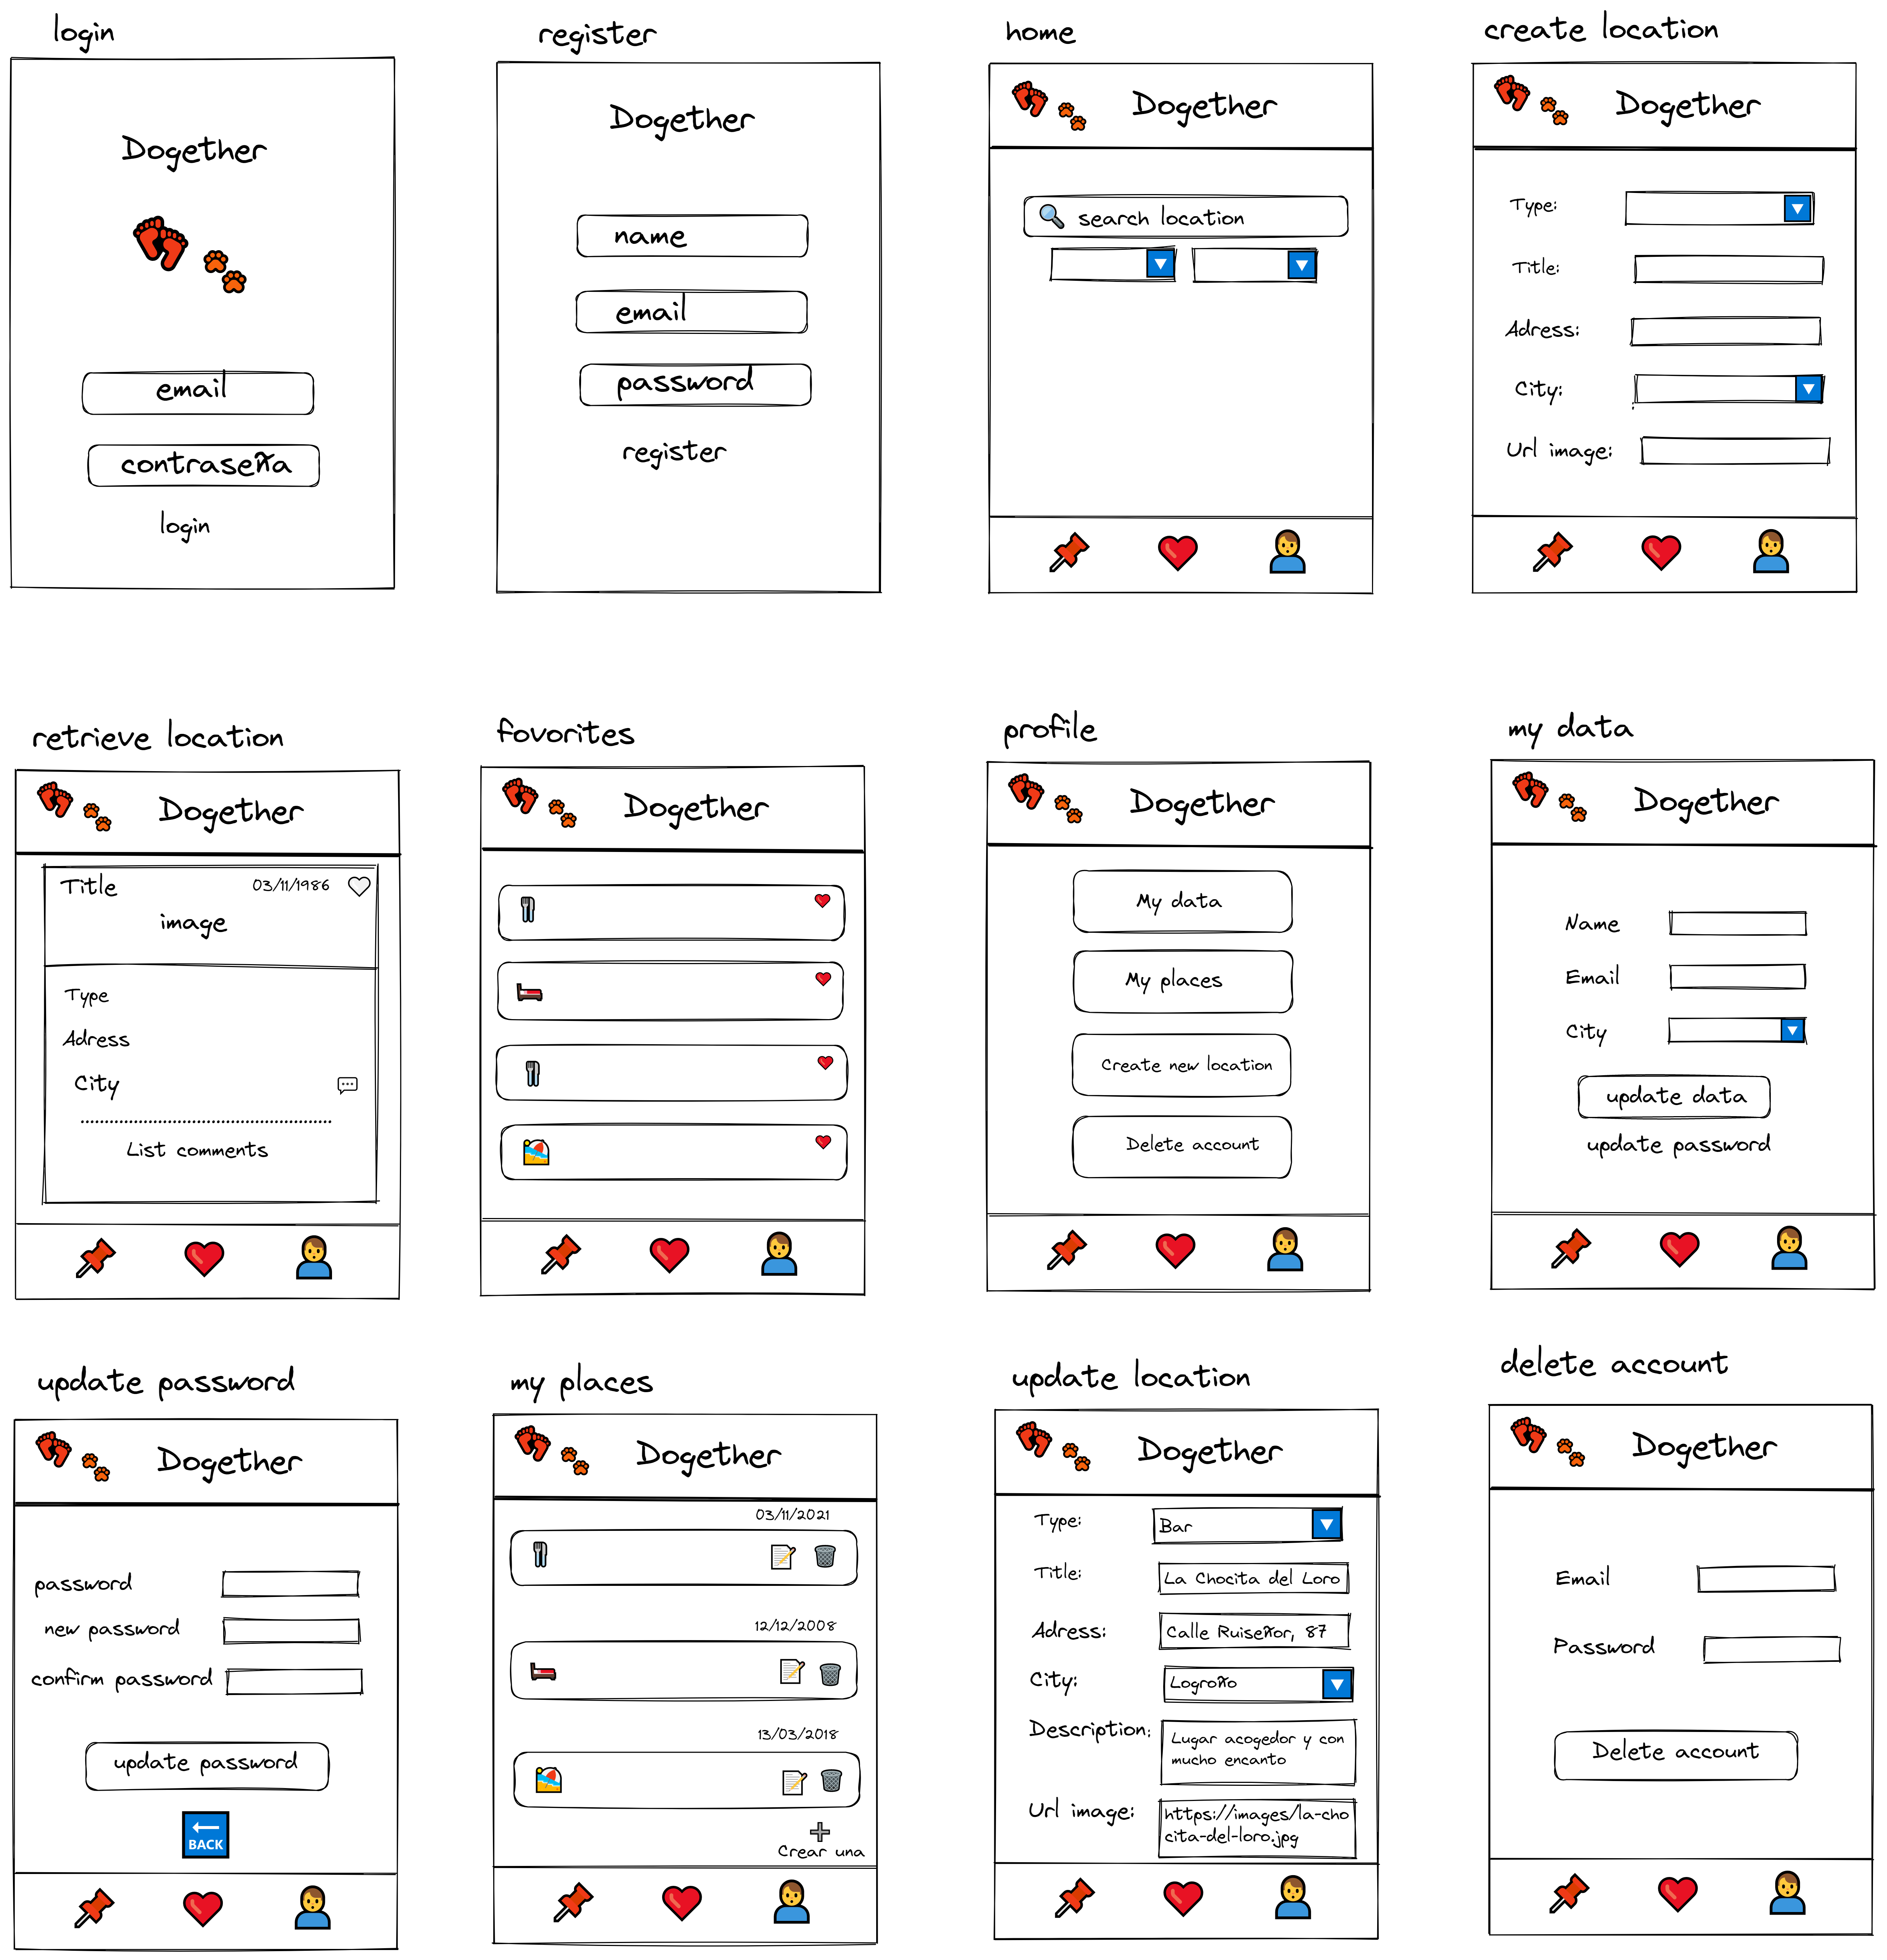 login
Dogether
email
contraseña
login
register
Dogether
name
email
password
register
home
Dogether
search location
create location
Dogether
Type:
Title:
Adress:
City:
Url image:
retrieve location
Dogether
Title
03/11/1986
image
Type
Adress
City
List comments
fovorites
Dogether
profile
Dogether
My data
My places
Create new location
Delete account
my data
Dogether
Name
Email
City
update data
update password
update password
Dogether
password
new password
confirm password
update password
BACK
my places
Dogether
03/11/2021
12/12/2008
13/03/2018
Crear una
update location
Dogether
Type:
Bar
Title:
La Chocita del Loro
Adress:
Calle Ruiseñor, 87
City:
Logroño
Description:
Lugar acogedor y con
mucho encanto
Url image:
https://images/la-cho
cita-del-loro.jpg
delete account
Dogether
Email
Password
Delete account